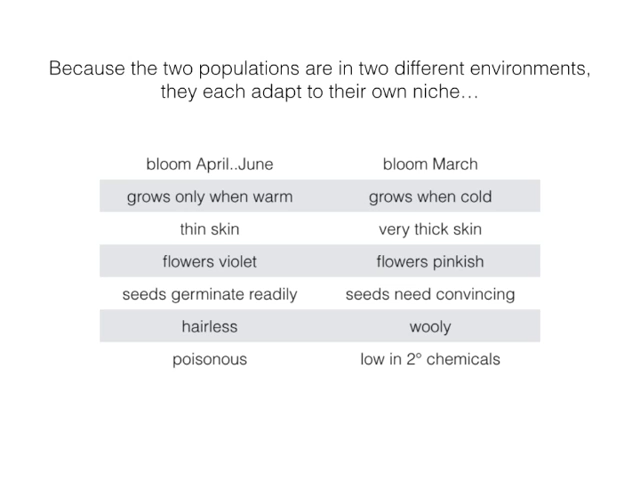 Because the two populations are in two different environments,
they each adapt to their own niche…
bloom April..June bloom March
grows only when warm grows when cold
thin skin very thick skin
flowers violet flowers pinkish
seeds germinate readily seeds need convincing
hairless wooly
poisonous low in 2° chemicals